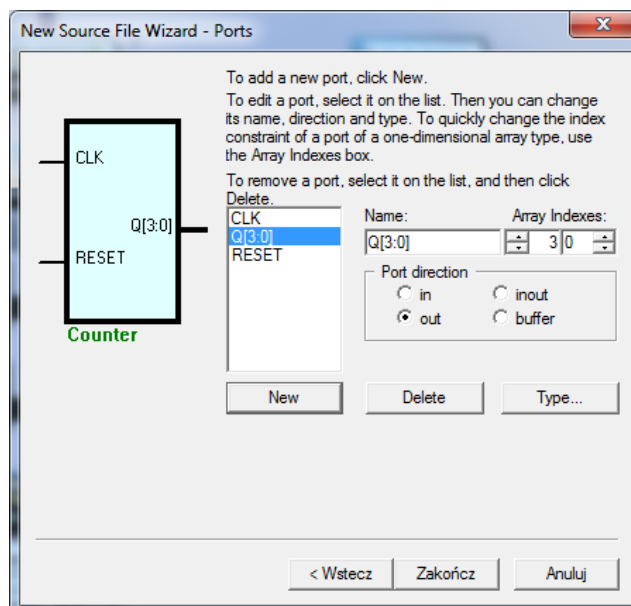 New Source File Wizard - Ports
To add a new port, click New.
To edit a port, select it on the list. Then you can change
its name, direction and type. To quickly change the index
constraint of a port of a one-dimensional array type, use
the Array Indexes box.
To remove a port, select it on the list, and then click
Delete.
CLK
Q[3:0]
RESET
Counter
CLK
Q[3:0]
RESET
Name:
Array Indexes:
Q[3:0]
3 0
Port direction
in
inout
out
buffer
New
Delete
Type...
< Wstecz
Zakończ
Anuluj